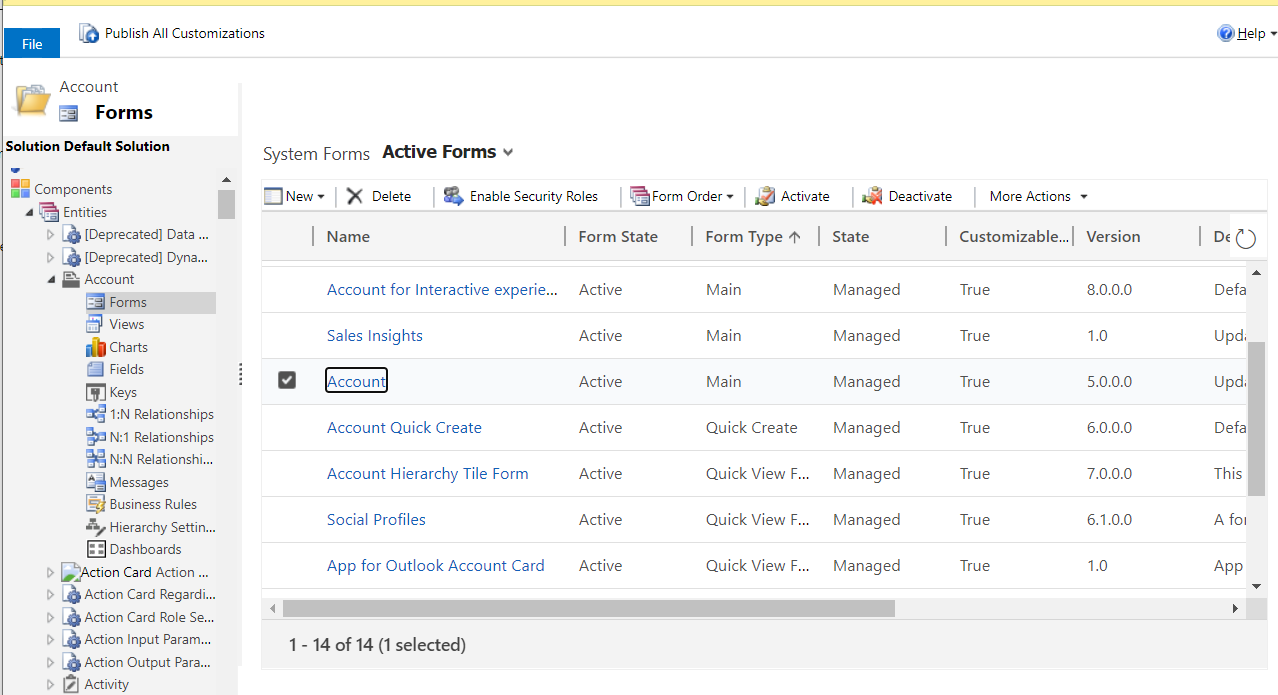 File
Publish All Customizations
Help
Account
Forms
Solution Default Solution
Components
Entities
[Deprecated] Data ...
[Deprecated] Dyna...
Account
Forms
Views
Charts
Fields
Keys
1:N Relationships
N:1 Relationships
N:N Relationshi...
Messages
Business Rules
Hierarchy Settin...
Dashboards
Action Card Action ...
Action Card Regardi...
Action Card Role Se...
Action Input Param...
Action Output Para...
Activity
System Forms Active Forms
New Delete Enable Security Roles Form Order Activate Deactivate More Actions
Name Form State Form Type State Customizable... Version De
Account for Interactive experie... Active Main Managed True 8.0.0.0 Defa
Sales Insights Active Main Managed True 1.0 Upda
Account Active Main Managed True 5.0.0.0 Upda
Account Quick Create Active Quick Create Managed True 6.0.0.0 Defa
Account Hierarchy Tile Form Active Quick View F... Managed True 7.0.0.0 This
Social Profiles Active Quick View F... Managed True 6.1.0.0 A for
App for Outlook Account Card Active Quick View F... Managed True 1.0 App
1 - 14 of 14 (1 selected)